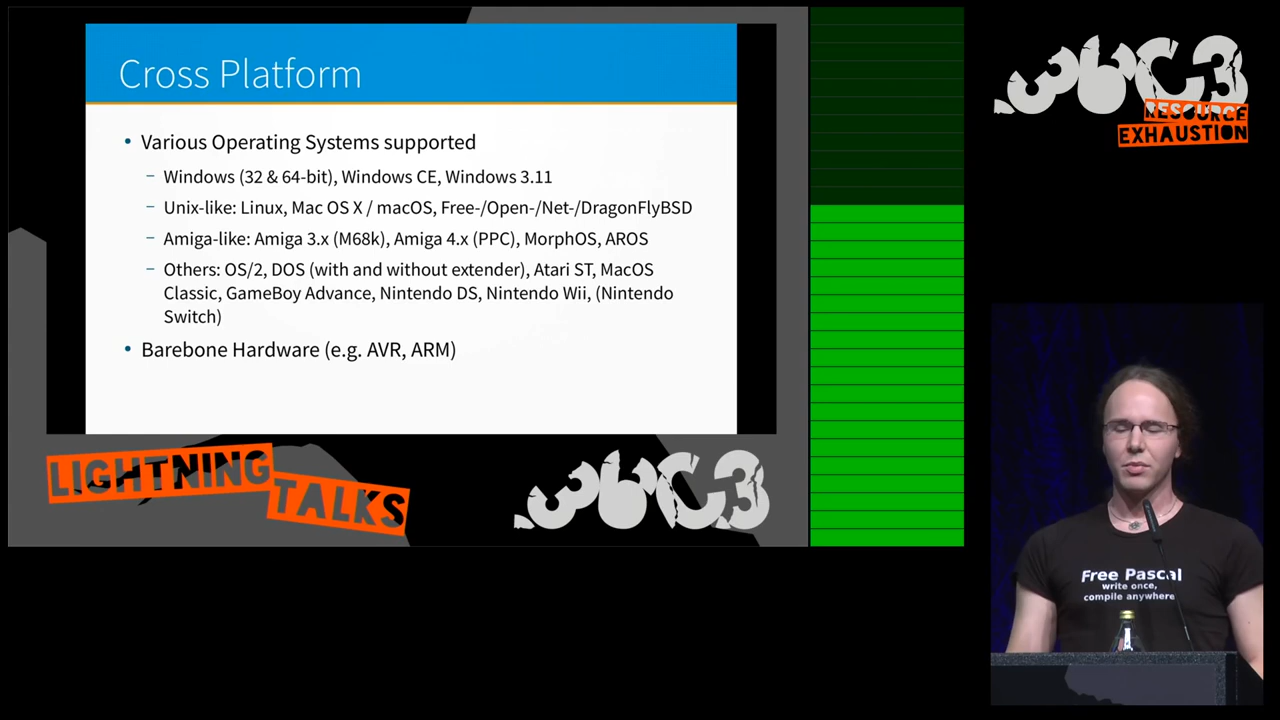 Cross Platform
• Various Operating Systems supported
– Windows (32 & 64-bit), Windows CE, Windows 3.11
– Unix-like: Linux, Mac OS X / macOS, Free-/Open-/Net-/DragonFlyBSD
– Amiga-like: Amiga 3.x (M68k), Amiga 4.x (PPC), MorphOS, AROS
– Others: OS/2, DOS (with and without extender), Atari ST, MacOS
Classic, GameBoy Advance, Nintendo DS, Nintendo Wii, (Nintendo
Switch)
• Barebone Hardware (e.g. AVR, ARM)
LIGHTNING
TALKS
.36C3
.36C3
RESOURCE
EXHAUSTION
Free Pascal
write once,
compile anywhere